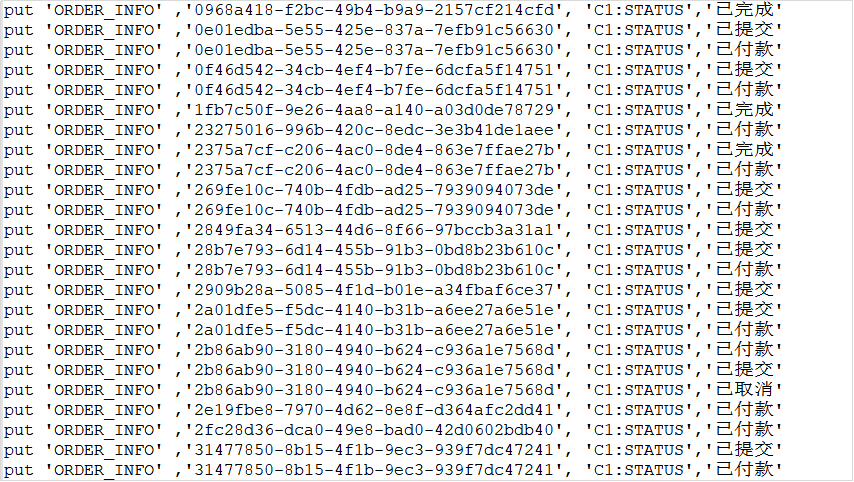 put 'ORDER_INFO' ,'0968a418-f2bc-49b4-b9a9-2157cf214cfd', 'C1:STATUS','已完成'
put 'ORDER_INFO' ,'0e01edba-5e55-425e-837a-7efb91c56630', 'C1:STATUS','已提交'
put 'ORDER_INFO' ,'0e01edba-5e55-425e-837a-7efb91c56630', 'C1:STATUS','已付款'
put 'ORDER_INFO' ,'0f46d542-34cb-4ef4-b7fe-6dcfa5f14751', 'C1:STATUS','已提交'
put 'ORDER_INFO' ,'0f46d542-34cb-4ef4-b7fe-6dcfa5f14751', 'C1:STATUS','已付款'
put 'ORDER_INFO' ,'1fb7c50f-9e26-4aa8-a140-a03d0de78729', 'C1:STATUS','已完成'
put 'ORDER_INFO' ,'23275016-996b-420c-8edc-3e3b41de1aee', 'C1:STATUS','已付款'
put 'ORDER_INFO' ,'2375a7cf-c206-4ac0-8de4-863e7ffae27b', 'C1:STATUS','已完成'
put 'ORDER_INFO' ,'2375a7cf-c206-4ac0-8de4-863e7ffae27b', 'C1:STATUS','已付款'
put 'ORDER_INFO' ,'269fe10c-740b-4fdb-ad25-7939094073de', 'C1:STATUS','已提交'
put 'ORDER_INFO' ,'269fe10c-740b-4fdb-ad25-7939094073de', 'C1:STATUS','已付款'
put 'ORDER_INFO' ,'2849fa34-6513-44d6-8f66-97bccb3a31a1', 'C1:STATUS','已提交'
put 'ORDER_INFO' ,'28b7e793-6d14-455b-91b3-0bd8b23b610c', 'C1:STATUS','已提交'
put 'ORDER_INFO' ,'28b7e793-6d14-455b-91b3-0bd8b23b610c', 'C1:STATUS','已付款'
put 'ORDER_INFO' ,'2909b28a-5085-4f1d-b01e-a34fbaf6ce37', 'C1:STATUS','已提交'
put 'ORDER_INFO' ,'2a01dfe5-f5dc-4140-b31b-a6ee27a6e51e', 'C1:STATUS','已提交'
put 'ORDER_INFO' ,'2a01dfe5-f5dc-4140-b31b-a6ee27a6e51e', 'C1:STATUS','已付款'
put 'ORDER_INFO' ,'2b86ab90-3180-4940-b624-c936a1e7568d', 'C1:STATUS','已付款'
put 'ORDER_INFO' ,'2b86ab90-3180-4940-b624-c936a1e7568d', 'C1:STATUS','已提交'
put 'ORDER_INFO' ,'2b86ab90-3180-4940-b624-c936a1e7568d', 'C1:STATUS','已取消'
put 'ORDER_INFO' ,'2e19fbe8-7970-4d62-8e8f-d364afc2dd41', 'C1:STATUS','已付款'
put 'ORDER_INFO' ,'2fc28d36-dca0-49e8-bad0-42d0602bdb40', 'C1:STATUS','已付款'
put 'ORDER_INFO' ,'31477850-8b15-4f1b-9ec3-939f7dc47241', 'C1:STATUS','已提交'
put 'ORDER_INFO' ,'31477850-8b15-4f1b-9ec3-939f7dc47241', 'C1:STATUS','已付款'